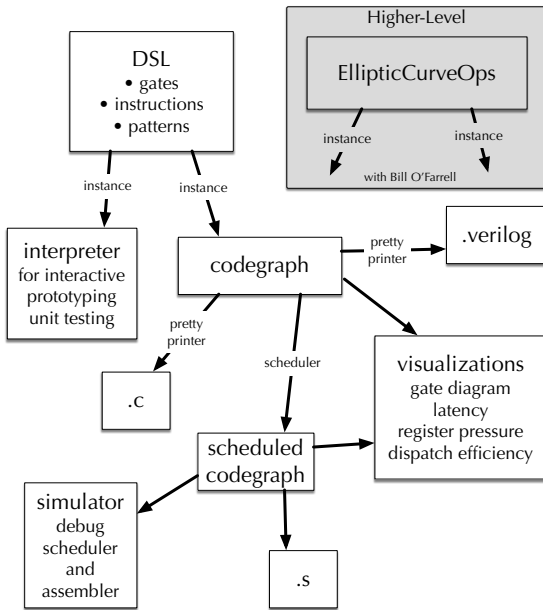 DSL
• gates
• instructions
• patterns
Higher-Level
EllipticCurveOps
instance
instance
with Bill O'Farrell
instance
instance
interpreter
for interactive
prototyping
unit testing
codegraph
pretty
printer
.verilog
pretty
printer
scheduler
.c
visualizations
gate diagram
latency
register pressure
dispatch efficiency
scheduled
codegraph
simulator
debug
scheduler
and
assembler
.s